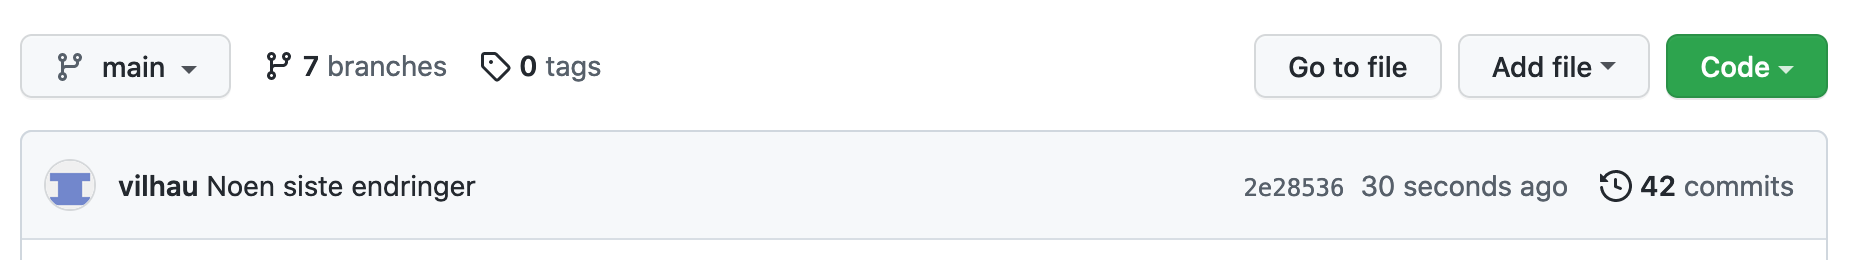 main 7 branches 0 tags Go to file Add file Code
vilhau Noen siste endringer 2e28536 30 seconds ago 42 commits